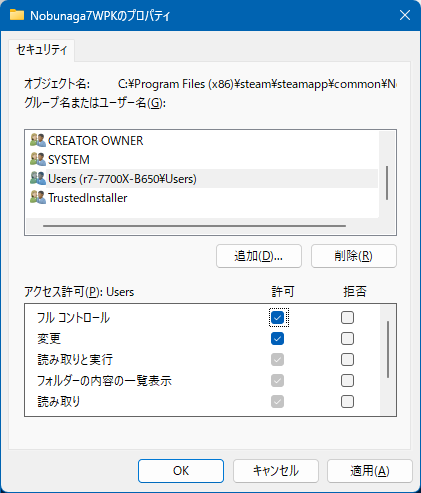 Nobunaga7WPKのプロパティ
セキュリティ
オブジェクト名: C:¥Program Files (x86)¥steam¥steamapp¥common¥No
グループ名またはユーザー名(G):
CREATOR OWNER
SYSTEM
Users (r7-7700X-B650¥Users)
TrustedInstaller
追加(D)... 削除(R)
アクセス許可(P): Users 許可 拒否
フル コントロール
変更
読み取りと実行
フォルダーの内容の一覧表示
読み取り
OK キャンセル 適用(A)